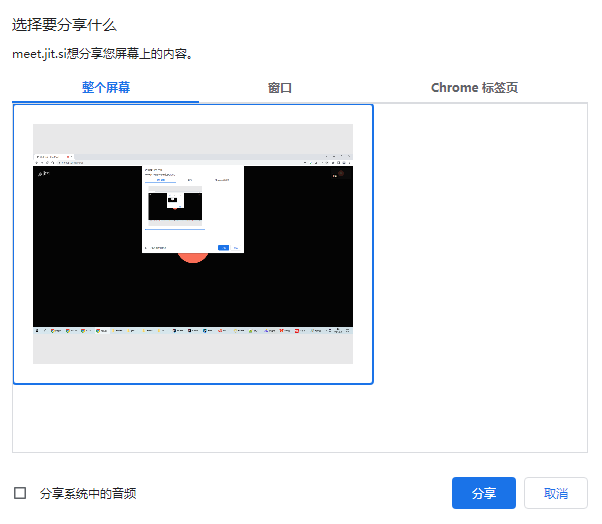 选择要分享什么
meet.jit.si想分享您屏幕上的内容。
整个屏幕
窗口
Chrome 标签页
分享系统中的音频
分享
取消